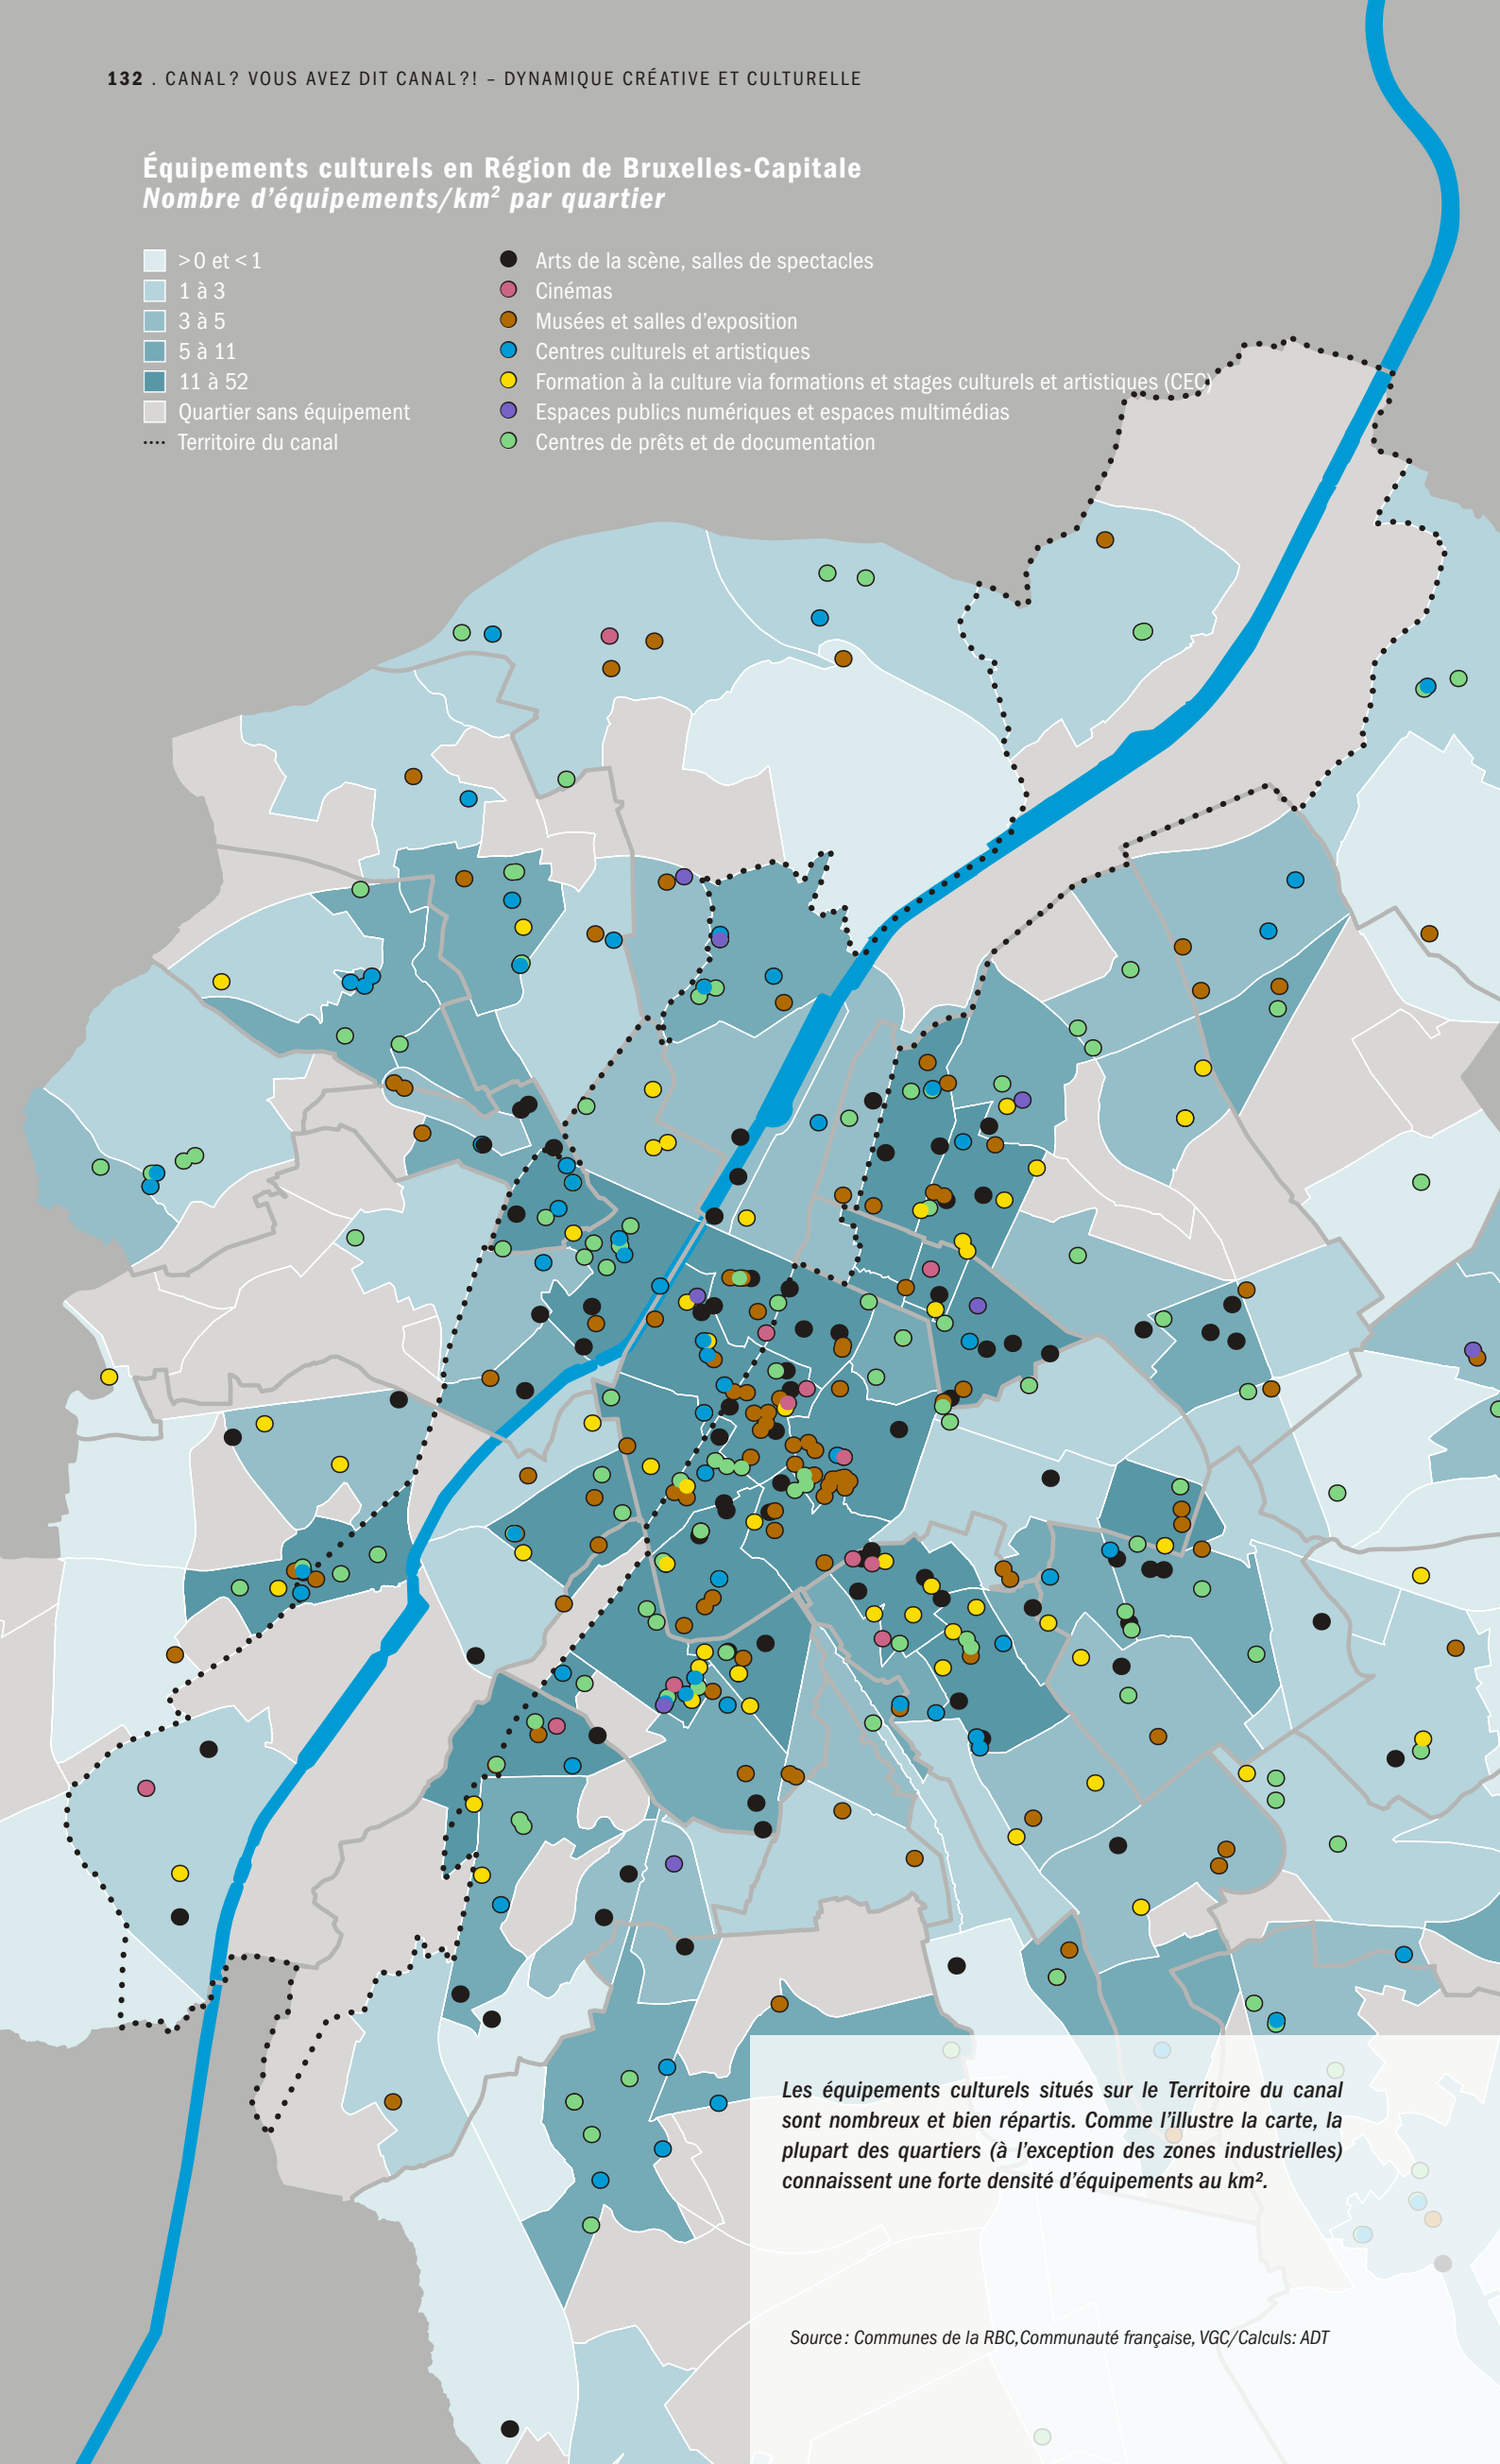 132 . CANAL? VOUS AVEZ DIT CANAL?! – DYNAMIQUE CRÉATIVE ET CULTURELLE
Équipements culturels en Région de Bruxelles-Capitale
Nombre d'équipements/km² par quartier
>0 et <1
1 à 3
3 à 5
5 à 11
11 à 52
Quartier sans équipement
Territoire du canal
Arts de la scène, salles de spectacles
Cinémas
Musées et salles d'exposition
Centres culturels et artistiques
Formation à la culture via formations et stages culturels et artistiques (CEC)
Espaces publics numériques et espaces multimédias
Centres de prêts et de documentation
Les équipements culturels situés sur le Territoire du canal
sont nombreux et bien répartis. Comme l'illustre la carte, la
plupart des quartiers (à l'exception des zones industrielles)
connaissent une forte densité d'équipements au km².
Source: Communes de la RBC,Communauté française, VGC/Calculs: ADT